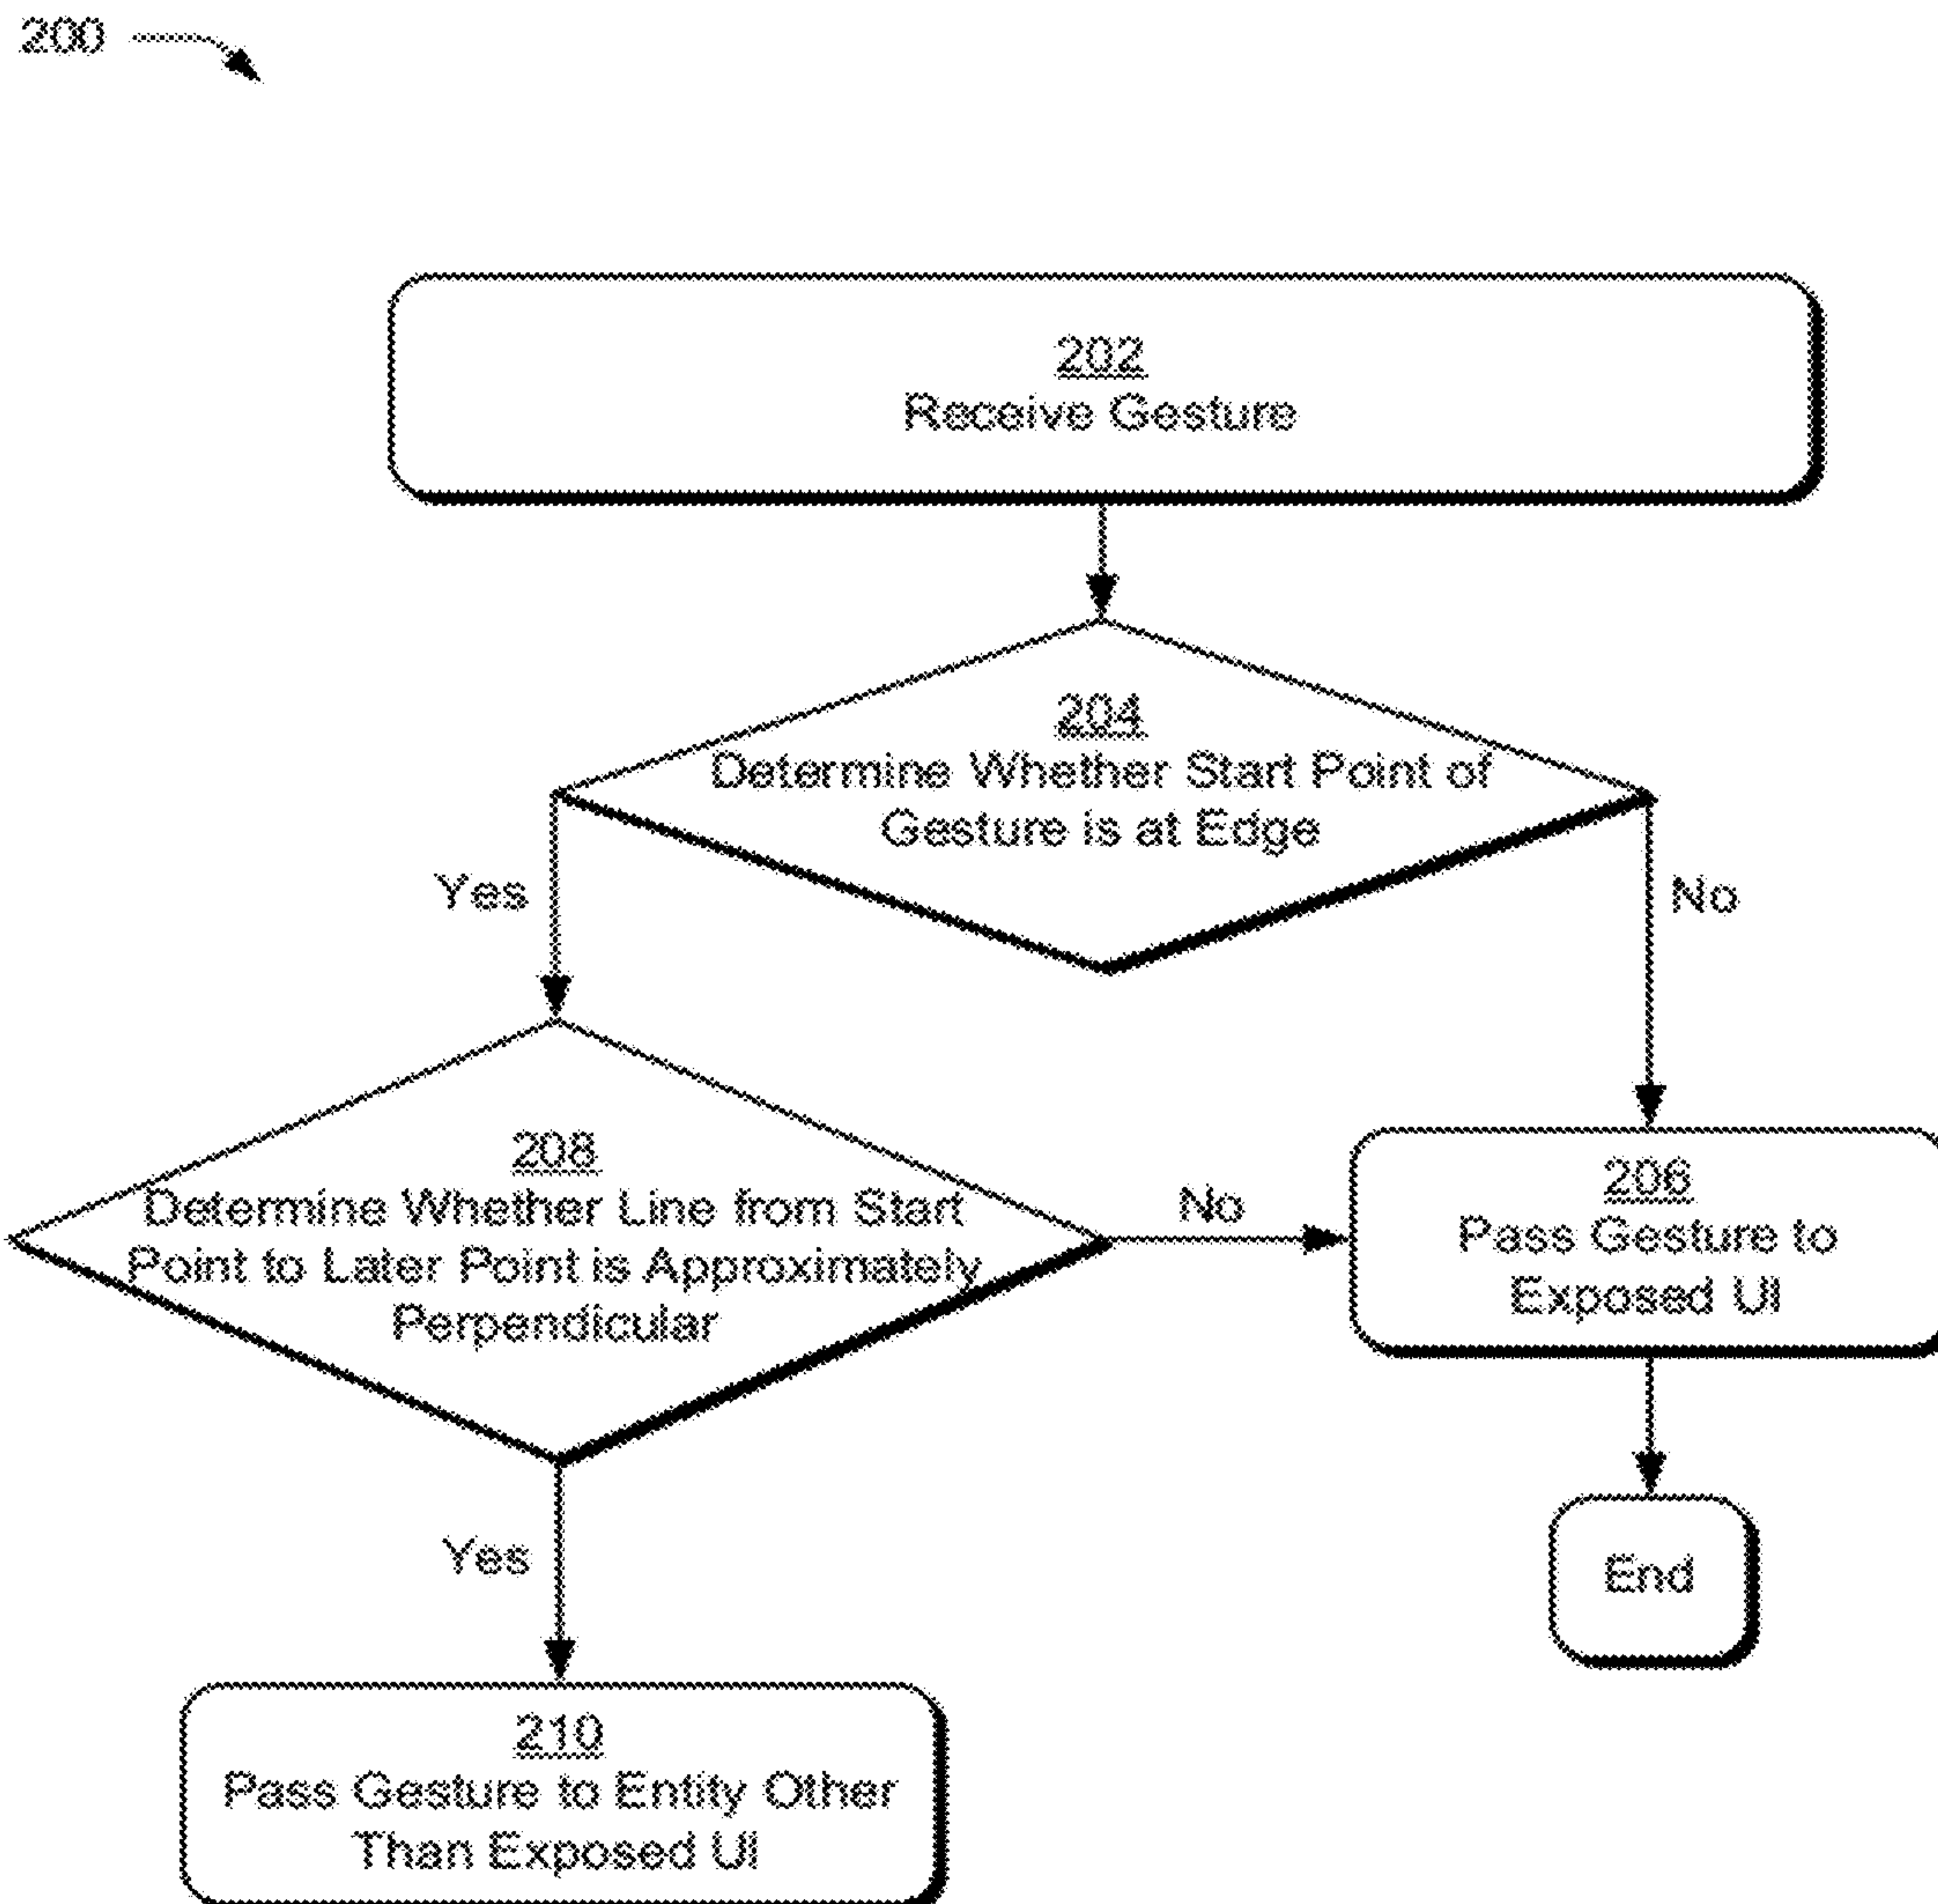 200
202
Receive Gesture
204
Determine Whether Start Point of
Gesture is at Edge
Yes
No
208
Determine Whether Line from Start
Point to Later Point is Approximately
Perpendicular
No
206
Pass Gesture to
Exposed UI
Yes
End
210
Pass Gesture to Entity Other
Than Exposed UI